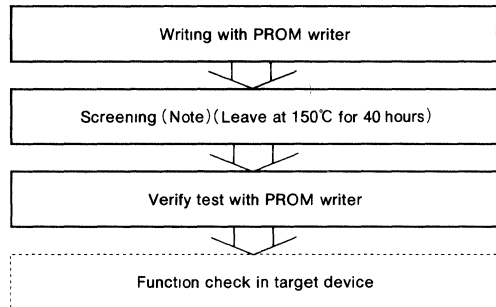 Writing with PROM writer
Screening (Note) (Leave at 150℃ for 40 hours)
Verify test with PROM writer
Function check in target device